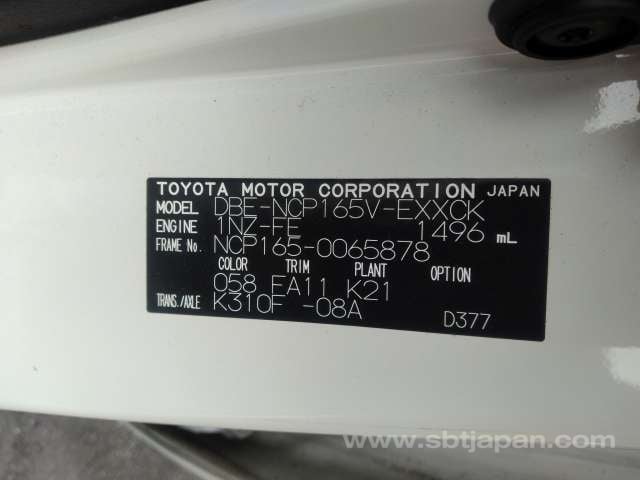 TOYOTA MOTOR CORPORATION JAPAN
MODEL DBE-NCP165V-EXXCK
ENGINE 1NZ-FE 1496 mL
FRAME No. NCP165-0065878
COLOR TRIM PLANT OPTION
058 FA11 K21
TRANS./AXLE K310F -08A
D377
www.sbtjapan.com